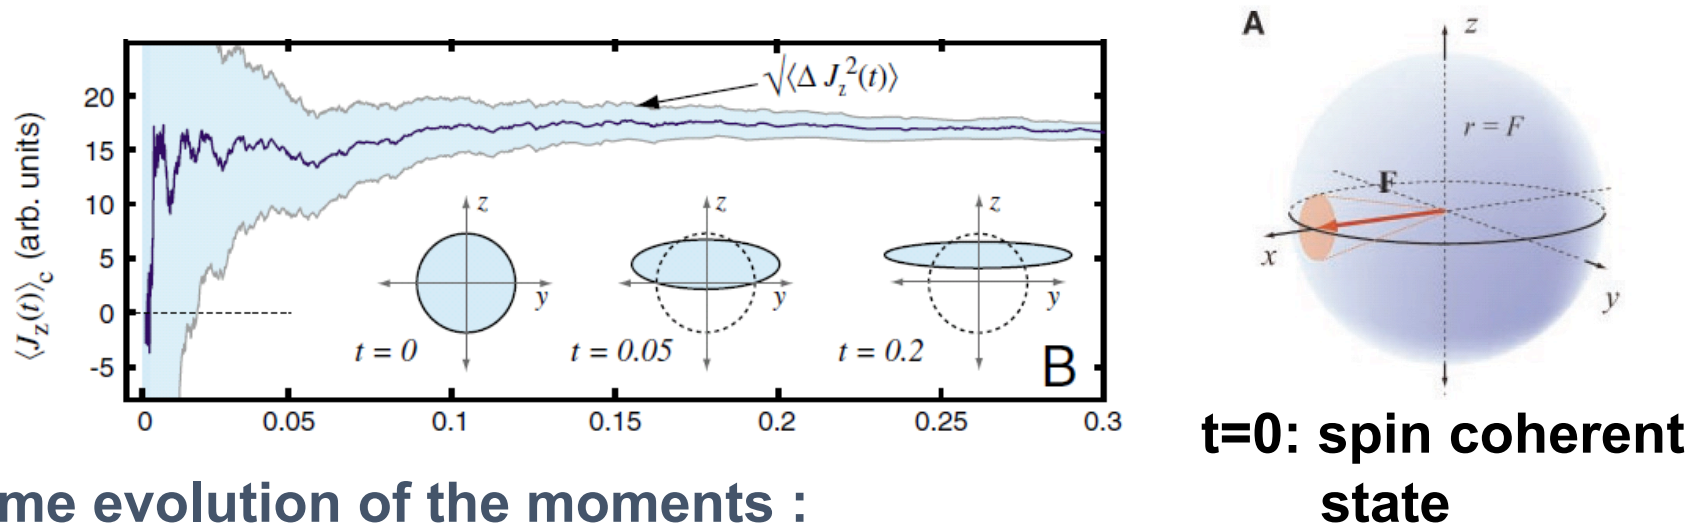 A
z
r = F
F
x
y
√⟨Δ J_z^2(t)⟩
⟨J_z(t)⟩_c (arb. units)
20
15
10
5
0
-5
z
y
t = 0
z
y
t = 0.05
z
y
t = 0.2
B
0
0.05
0.1
0.15
0.2
0.25
0.3
t=0: spin coherent
state
me evolution of the moments :